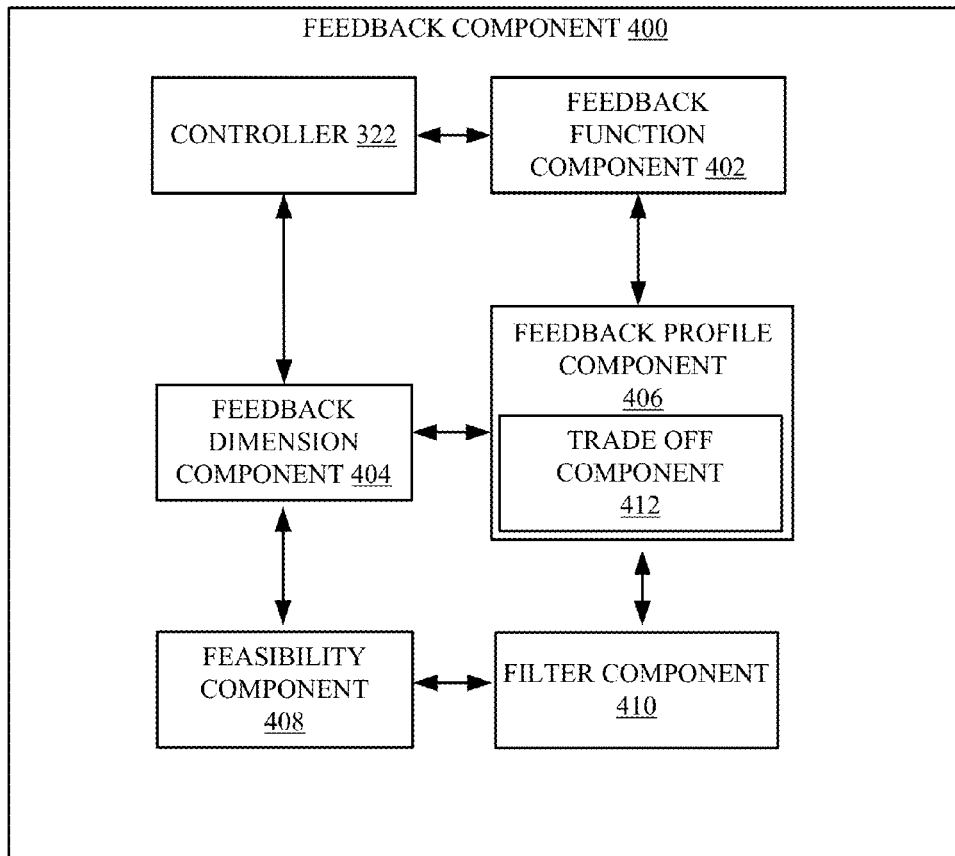 FEEDBACK COMPONENT 400
CONTROLLER 322
FEEDBACK
FUNCTION
COMPONENT 402
FEEDBACK PROFILE
COMPONENT
406
FEEDBACK
DIMENSION
COMPONENT 404
TRADE OFF
COMPONENT
412
FEASIBILITY
COMPONENT
408
FILTER COMPONENT
410